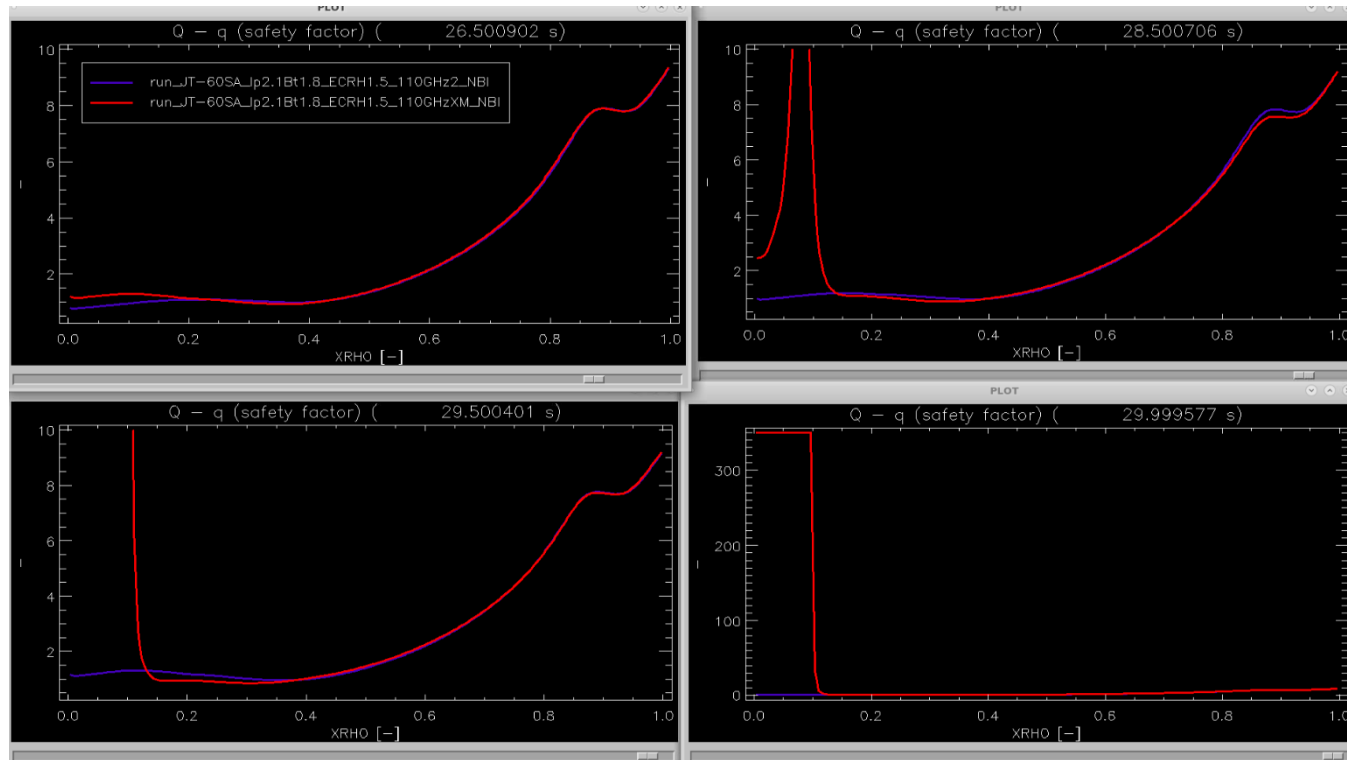 PLOT
PLOT
Q – q (safety factor) ( 26.500902 s)
10
8
6
4
2
–
run_JT-60SA_Ip2.1Bt1.8_ECRH1.5_110GHz2_NBI
run_JT-60SA_Ip2.1Bt1.8_ECRH1.5_110GHzXM_NBI
0.0 0.2 0.4 0.6 0.8 1.0
XRHO [–]
Q – q (safety factor) ( 28.500706 s)
10
8
6
4
2
–
0.0 0.2 0.4 0.6 0.8 1.0
XRHO [–]
Q – q (safety factor) ( 29.500401 s)
10
8
6
4
2
–
0.0 0.2 0.4 0.6 0.8 1.0
XRHO [–]
PLOT
Q – q (safety factor) ( 29.999577 s)
300
200
100
0
–
0.0 0.2 0.4 0.6 0.8 1.0
XRHO [–]